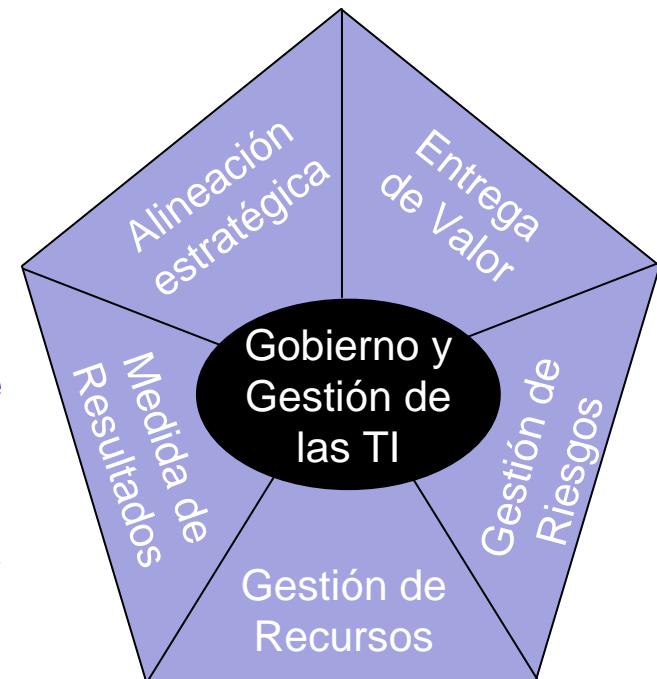 Alineación
estratégica
Entrega
de Valor
Gobierno y
Gestión de
las TI
Medida de
Resultados
Gestión de
Riesgos
Gestión de
Recursos